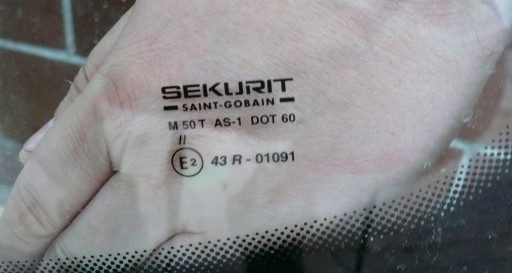 SEKURIT
SAINT-GOBAIN
M 50 T AS-1 DOT 60
II
E2 43 R - 01091